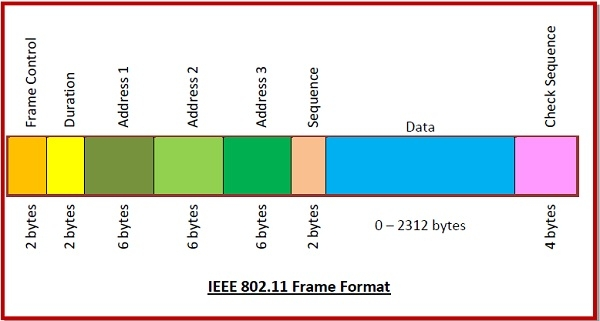 Frame Control
Duration
Address 1
Address 2
Address 3
Sequence
Data
Check Sequence
2 bytes
2 bytes
6 bytes
6 bytes
6 bytes
2 bytes
0 – 2312 bytes
4 bytes
IEEE 802.11 Frame Format